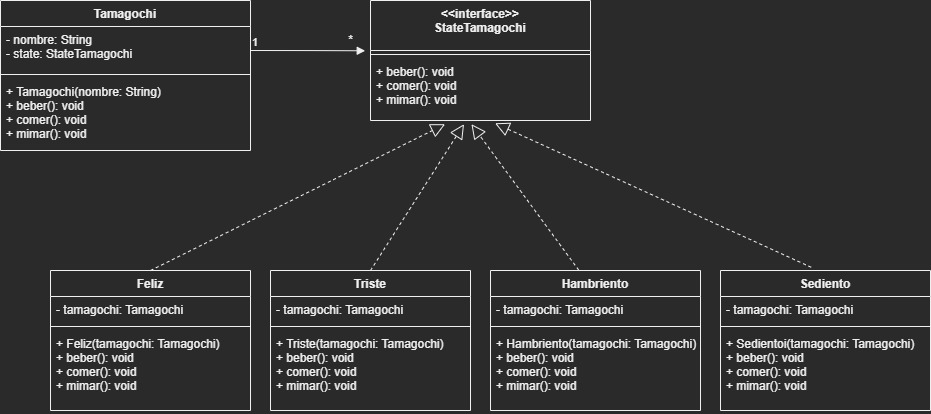 Tamagochi
- nombre: String
- state: StateTamagochi
+ Tamagochi(nombre: String)
+ beber(): void
+ comer(): void
+ mimar(): void
1
*
<<interface>>
StateTamagochi
+ beber(): void
+ comer(): void
+ mimar(): void
Feliz
- tamagochi: Tamagochi
+ Feliz(tamagochi: Tamagochi)
+ beber(): void
+ comer(): void
+ mimar(): void
Triste
- tamagochi: Tamagochi
+ Triste(tamagochi: Tamagochi)
+ beber(): void
+ comer(): void
+ mimar(): void
Hambriento
- tamagochi: Tamagochi
+ Hambriento(tamagochi: Tamagochi)
+ beber(): void
+ comer(): void
+ mimar(): void
Sediento
- tamagochi: Tamagochi
+ Sedientoi(tamagochi: Tamagochi)
+ beber(): void
+ comer(): void
+ mimar(): void